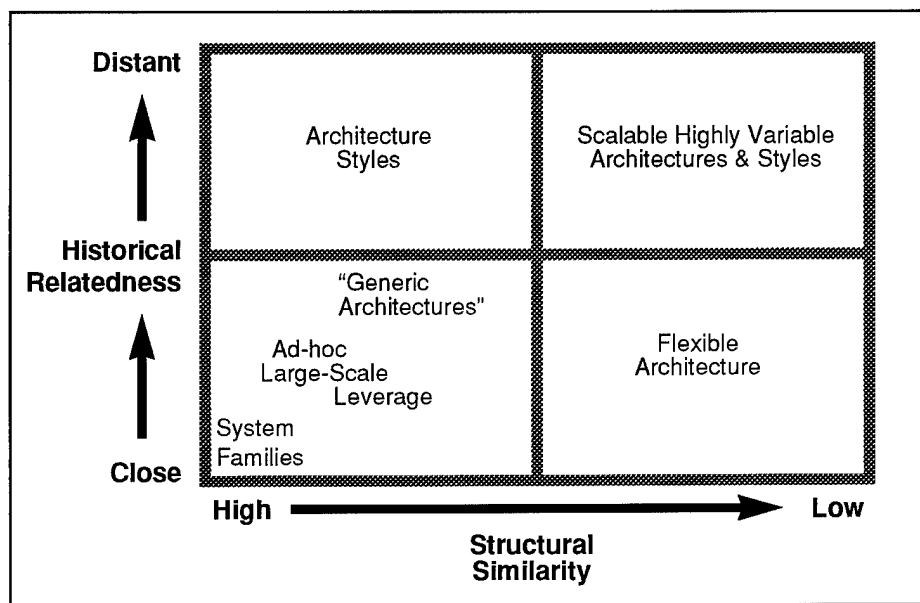 Distant
Historical
Relatedness
Close
Architecture
Styles
Scalable Highly Variable
Architectures & Styles
“Generic
Architectures"
Ad-hoc
Large-Scale
Leverage
System
Families
Flexible
Architecture
High
Low
Structural
Similarity